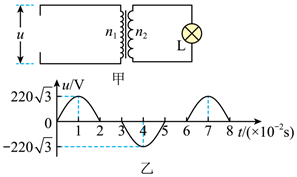 u n₁ n₂ L
甲
u/V
220√3
0 1 2 3 4 5 6 7 8 t/(×10⁻²s)
-220√3
乙